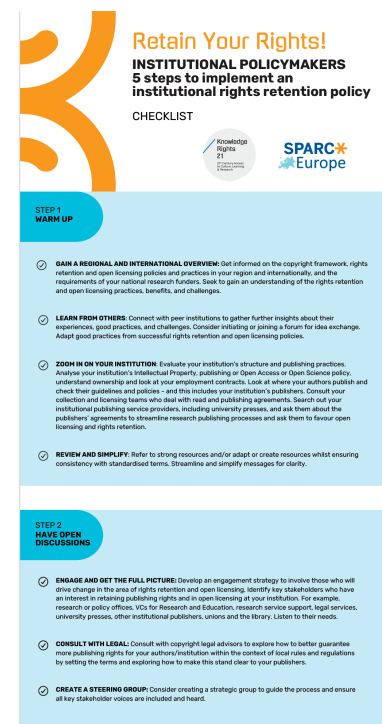 Retain Your Rights!
INSTITUTIONAL POLICYMAKERS
5 steps to implement an
institutional rights retention policy
CHECKLIST
Knowledge
Rights
21
21st Century Access
to Culture, Learning
& Research
SPARC
Europe
STEP 1
WARM UP
GAIN A REGIONAL AND INTERNATIONAL OVERVIEW: Get informed on the copyright framework, rights
retention and open licensing policies and practices in your region and internationally, and the
requirements of your national research funders. Seek to gain an understanding of the rights retention
and open licensing practices, benefits, and challenges.
LEARN FROM OTHERS: Connect with peer institutions to gather further insights about their
experiences, good practices, and challenges. Consider initiating or joining a forum for idea exchange.
Adapt good practices from successful rights retention and open licensing policies.
ZOOM IN ON YOUR INSTITUTION: Evaluate your institution's structure and publishing practices.
Analyse your institution's Intellectual Property, publishing or Open Access or Open Science policy,
understand ownership and look at your employment contracts. Look at where your authors publish and
check their guidelines and policies - and this includes your institution's publishers. Consult your
collection and licensing teams who deal with read and publishing agreements. Search out your
institutional publishing service providers, including university presses, and ask them about the
publishers' agreements to streamline research publishing processes and ask them to favour open
licensing and rights retention.
REVIEW AND SIMPLIFY: Refer to strong resources and/or adapt or create resources whilst ensuring
consistency with standardised terms. Streamline and simplify messages for clarity.
STEP 2
HAVE OPEN
DISCUSSIONS
ENGAGE AND GET THE FULL PICTURE: Develop an engagement strategy to involve those who will
drive change in the area of rights retention and open licensing. Identify key stakeholders who have
an interest in retaining publishing rights and in open licensing at your institution. For example,
research or policy offices, VCs for Research and Education, research service support, legal services,
university presses, other institutional publishers, unions and the library. Listen to their needs.
CONSULT WITH LEGAL: Consult with copyright legal advisors to explore how to better guarantee
more publishing rights for your authors/institution within the context of local rules and regulations
by setting the terms and exploring how to make this stand clear to your publishers.
CREATE A STEERING GROUP: Consider creating a strategic group to guide the process and ensure
all key stakeholder voices are included and heard.